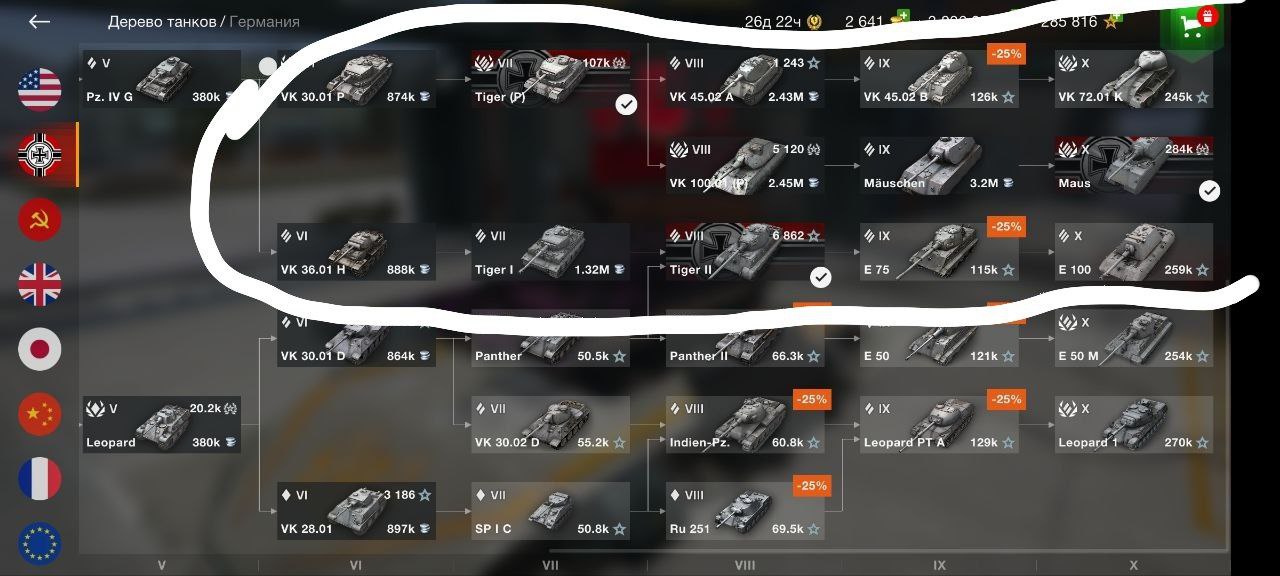 Дерево танков / Германия
26д 22ч
2 641
285 816
V
Pz. IV G
380k
VI
VK 30.01 P
874k
VII
107k
Tiger (P)
VIII
1 243
VK 45.02 A
2.43M
IX
-25%
VK 45.02 B
126k
X
VK 72.01 K
245k
VIII
5 120
VK 100.01 (P)
2.45M
IX
Mäuschen
3.2M
X
284k
Maus
VI
VK 36.01 H
888k
VII
Tiger I
1.32M
VIII
6 862
Tiger II
IX
-25%
E 75
115k
X
E 100
259k
VI
VK 30.01 D
864k
Panther
50.5k
Panther II
66.3k
E 50
121k
X
E 50 M
254k
V
20.2k
Leopard
380k
VII
VK 30.02 D
55.2k
VIII
-25%
Indien-Pz.
60.8k
IX
-25%
Leopard PT A
129k
X
Leopard 1
270k
VI
3 186
VK 28.01
897k
VII
SP I C
50.8k
VIII
-25%
Ru 251
69.5k
V
VI
VII
VIII
IX
X